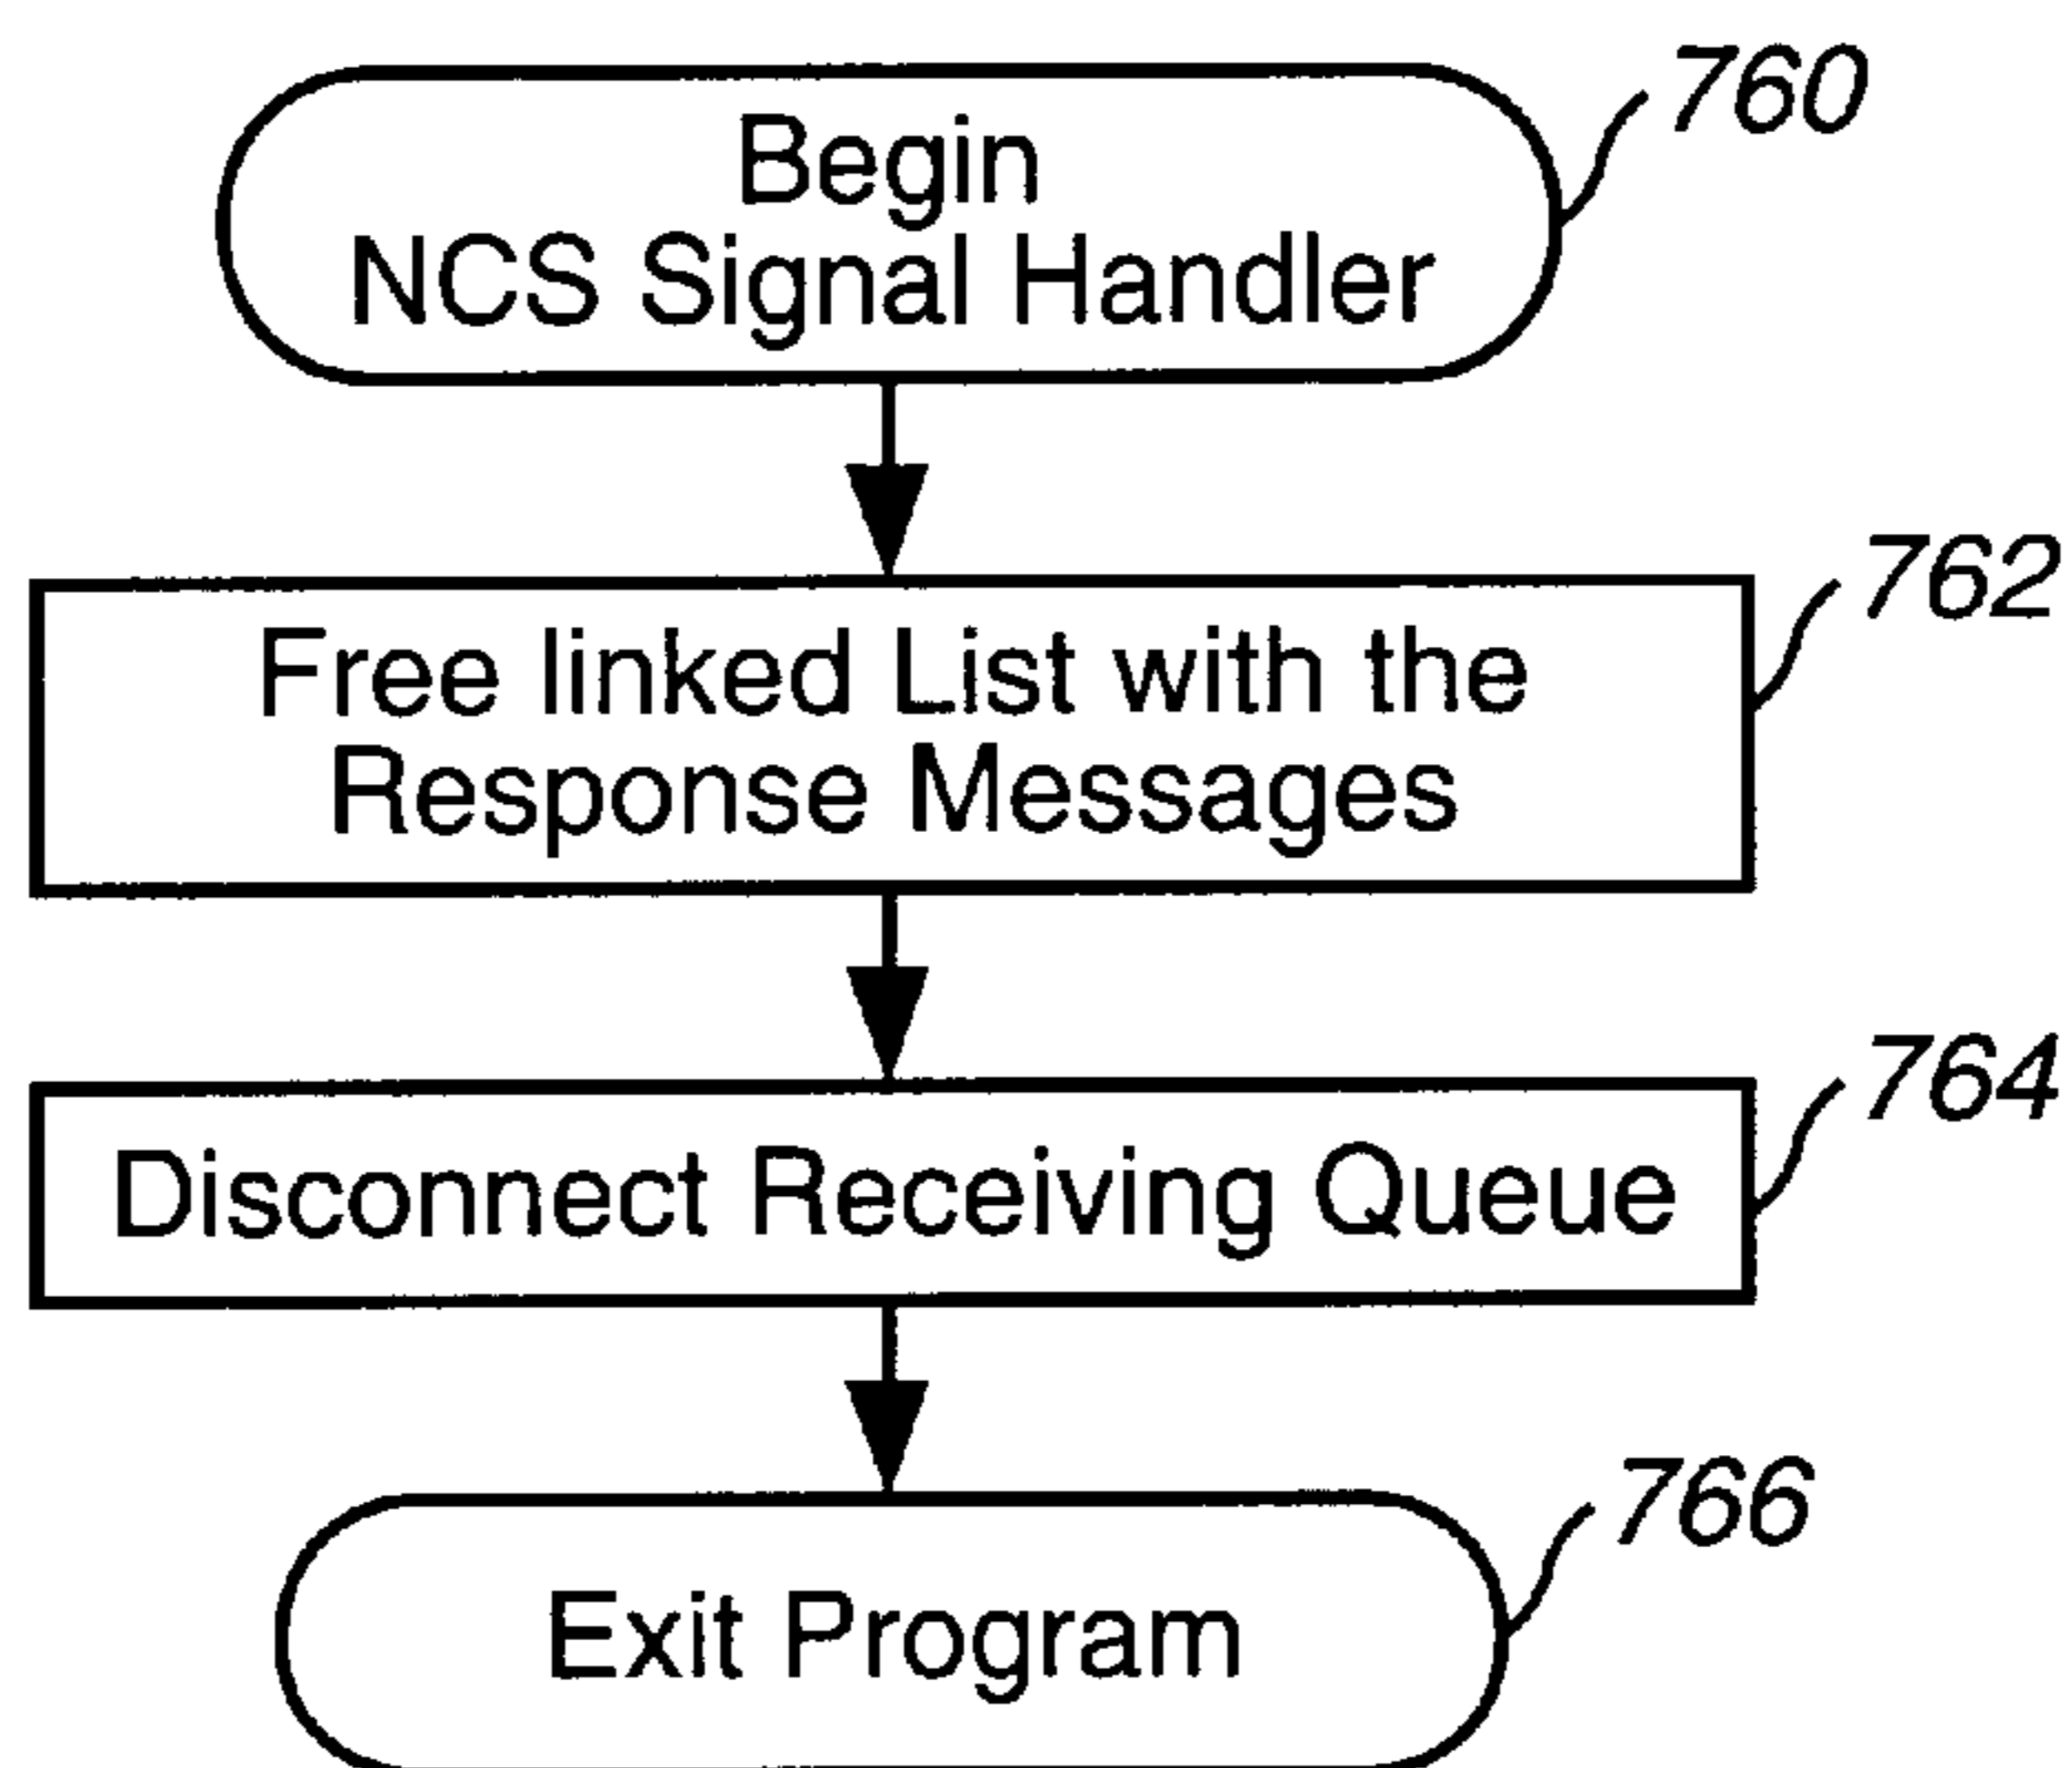 Begin
NCS Signal Handler
760
Free linked List with the
Response Messages
762
Disconnect Receiving Queue
764
Exit Program
766